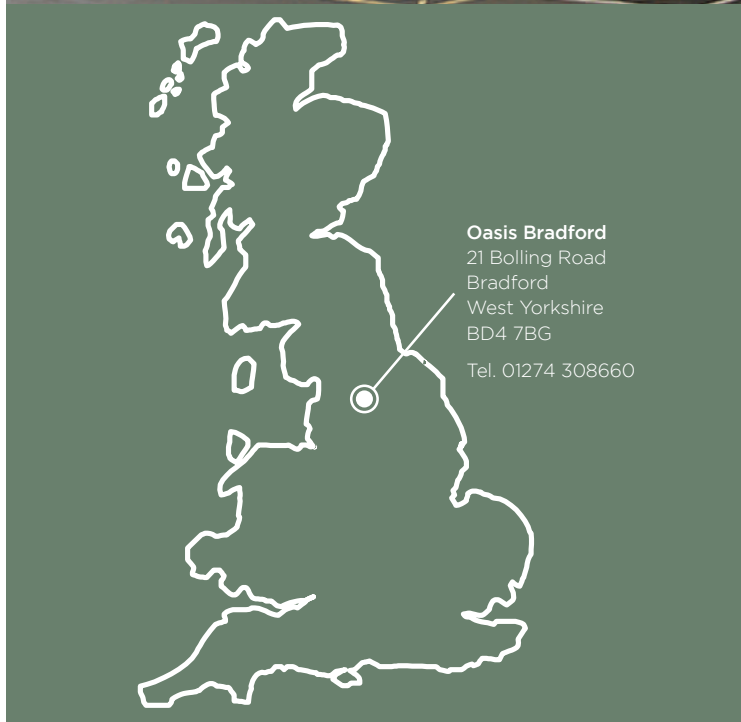 Oasis Bradford
21 Bolling Road
Bradford
West Yorkshire
BD4 7BG
Tel. 01274 308660